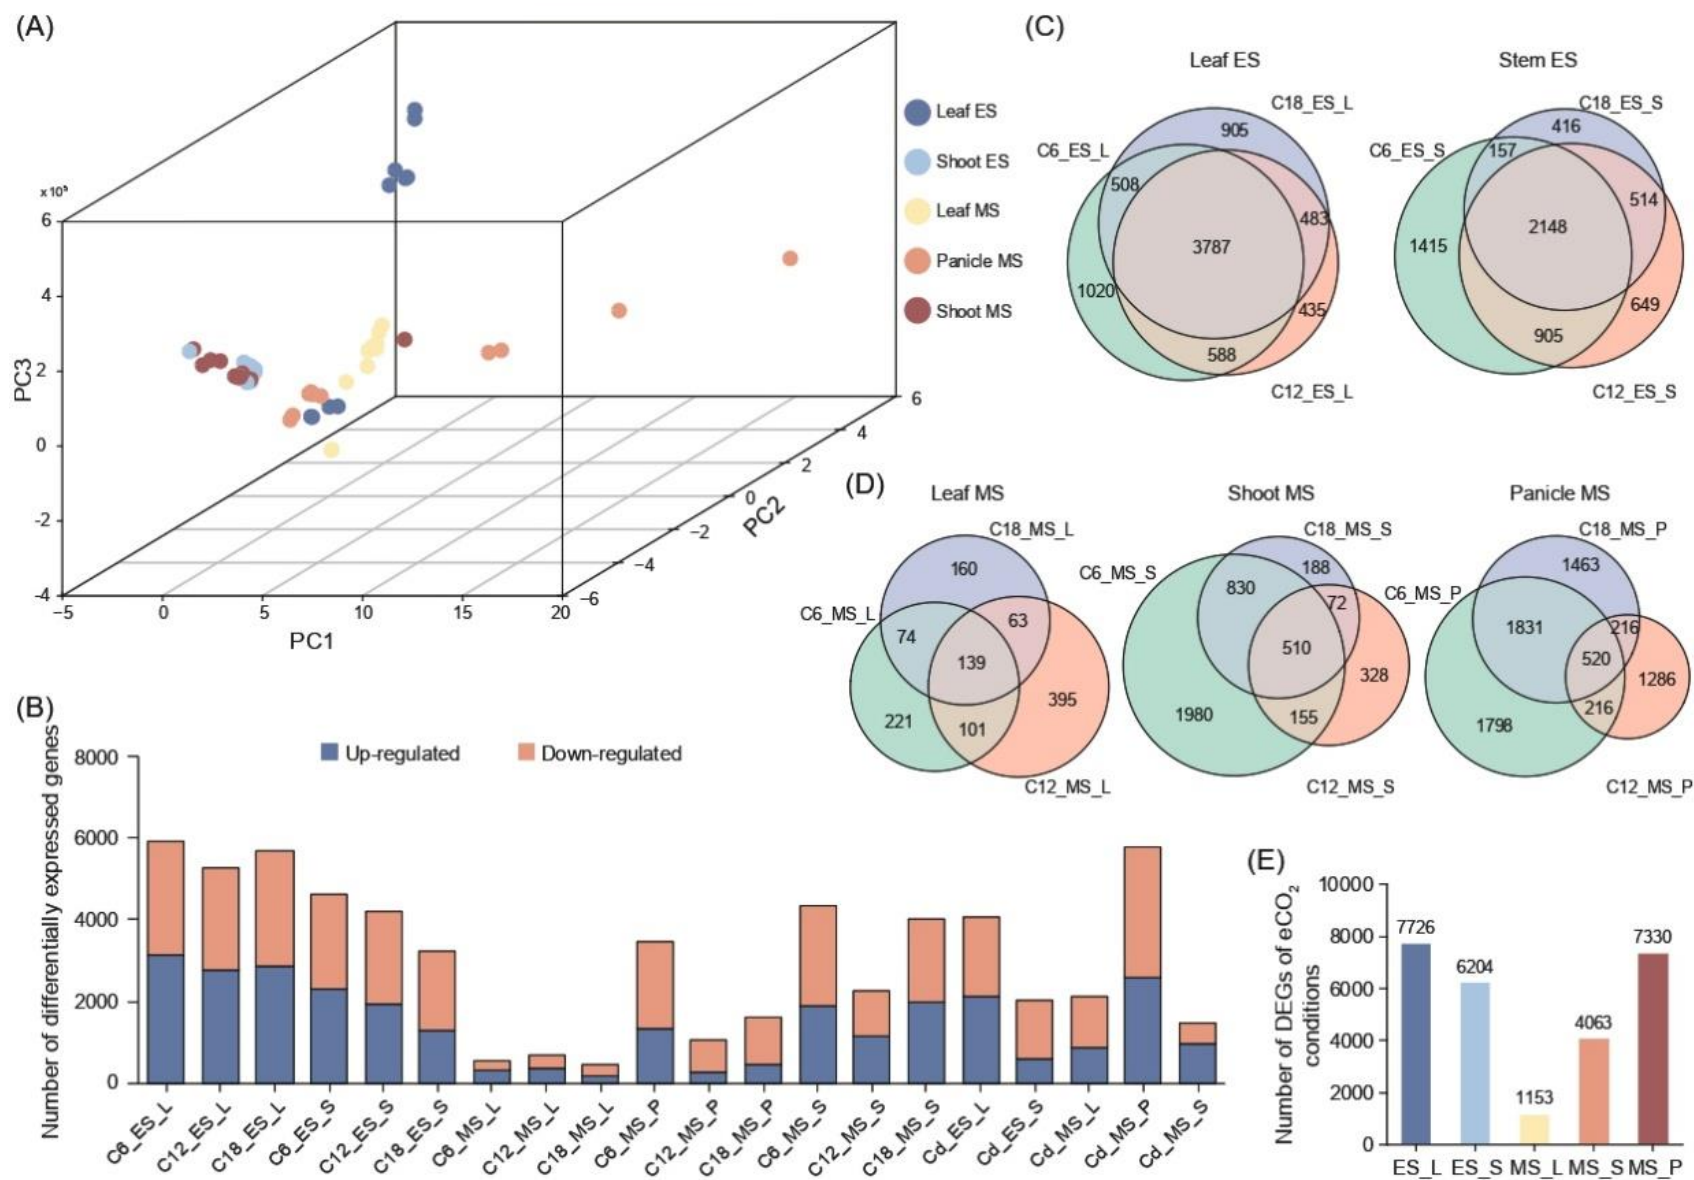 (A)
Leaf ES
Shoot ES
Leaf MS
Panicle MS
Shoot MS
x 10⁵
6
4
2
0
-2
-4
PC3
-5
0
5
10
15
20
PC1
-6
-4
-2
0
2
4
6
PC2
(C)
Leaf ES
C18_ES_L
C6_ES_L
905
508
483
3787
1020
435
588
C12_ES_L
Stem ES
C18_ES_S
C6_ES_S
416
157
514
2148
1415
649
905
C12_ES_S
(D)
Leaf MS
C18_MS_L
C6_MS_L
160
74
63
139
221
101
395
C12_MS_L
Shoot MS
C18_MS_S
C6_MS_S
188
830
72
510
328
1980
155
C12_MS_S
Panicle MS
C18_MS_P
C6_MS_P
1463
1831
216
520
1286
216
1798
C12_MS_P
(B)
Up-regulated
Down-regulated
Number of differentially expressed genes
8000
6000
4000
2000
0
C6_ES_L
C12_ES_L
C18_ES_L
C6_ES_S
C12_ES_S
C18_ES_S
C6_MS_L
C12_MS_L
C18_MS_L
C6_MS_P
C12_MS_P
C18_MS_P
C6_MS_S
C12_MS_S
C18_MS_S
Cd_ES_L
Cd_ES_S
Cd_MS_L
Cd_MS_P
Cd_MS_S
(E)
Number of DEGs of eCO₂
conditions
10000
8000
6000
4000
2000
0
7726
6204
1153
4063
7330
ES_L
ES_S
MS_L
MS_S
MS_P